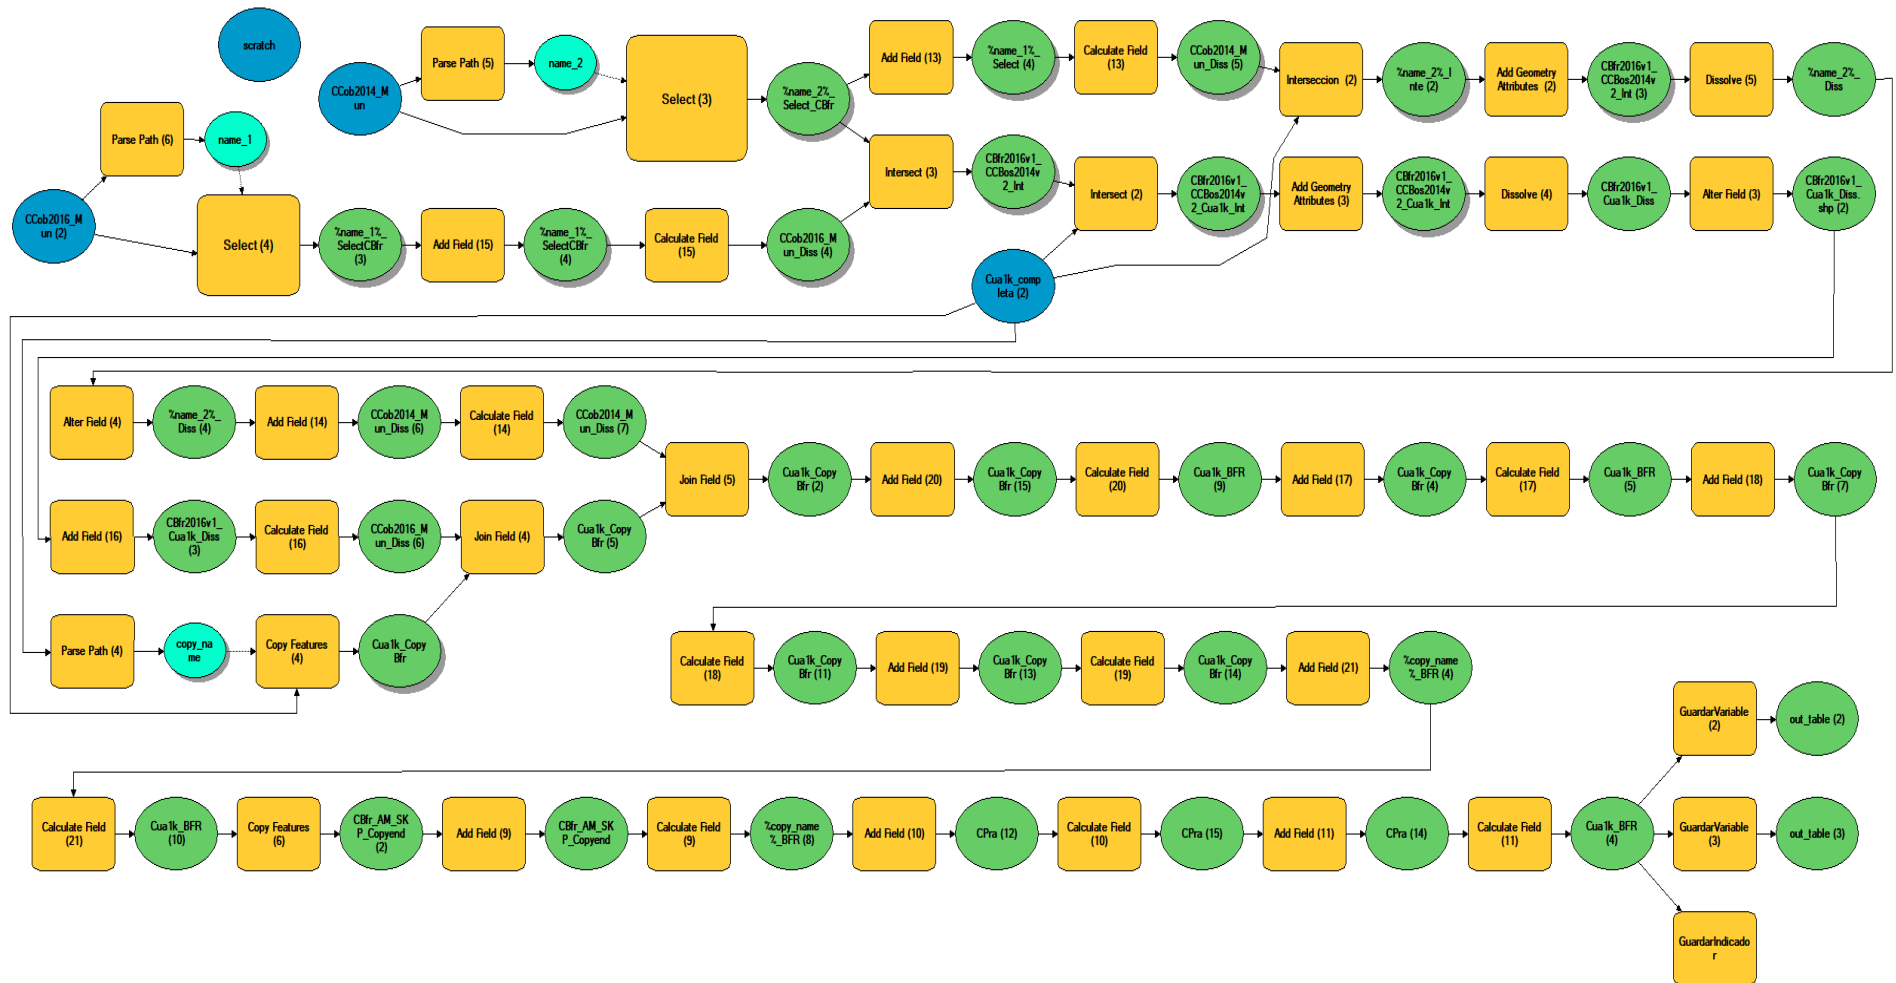 scratch
Parse Path (5)
name_2
CCob2014_M
un
Select (3)
%name_2%_
Select_CBfr
Add Field (13)
%name_1%_
Select (4)
Calculate Field
(13)
CCob2014_M
un_Diss (5)
Interseccion (2)
%name_2%_I
nte (2)
Add Geometry
Attributes (2)
CBfr2016v1_
CCBos2014v
2_Int (3)
Dissolve (5)
%name_2%_
Diss
Parse Path (6)
name_1
CCob2016_M
un (2)
Select (4)
%name_1%_
SelectCBfr
(3)
Add Field (15)
%name_1%_
SelectCBfr
(4)
Calculate Field
(15)
CCob2016_M
un_Diss (4)
Intersect (3)
CBfr2016v1_
CCBos2014v
2_Int
Intersect (2)
CBfr2016v1_
CCBos2014v
2_Cua1k_Int
Add Geometry
Attributes (3)
CBfr2016v1_
CCBos2014v
2_Cua1k_Int
Dissolve (4)
CBfr2016v1_
Cua1k_Diss
Alter Field (3)
CBfr2016v1_
Cua1k_Diss.
shp (2)
Cua1k_comp
leta (2)
Alter Field (4)
%name_2%_
Diss (4)
Add Field (14)
CCob2014_M
un_Diss (6)
Calculate Field
(14)
CCob2014_M
un_Diss (7)
Join Field (5)
Cua1k_Copy
Bfr (2)
Add Field (20)
Cua1k_Copy
Bfr (15)
Calculate Field
(20)
Cua1k_BFR
(9)
Add Field (17)
Cua1k_Copy
Bfr (4)
Calculate Field
(17)
Cua1k_BFR
(5)
Add Field (18)
Cua1k_Copy
Bfr (7)
Add Field (16)
CBfr2016v1_
Cua1k_Diss
(3)
Calculate Field
(16)
CCob2016_M
un_Diss (6)
Join Field (4)
Cua1k_Copy
Bfr (5)
Parse Path (4)
copy_na
me
Copy Features
(4)
Cua1k_Copy
Bfr
Calculate Field
(18)
Cua1k_Copy
Bfr (11)
Add Field (19)
Cua1k_Copy
Bfr (13)
Calculate Field
(19)
Cua1k_Copy
Bfr (14)
Add Field (21)
%copy_name
%_BFR (4)
Calculate Field
(21)
Cua1k_BFR
(10)
Copy Features
(6)
CBfr_AM_SK
P_Copyend
(2)
Add Field (9)
CBfr_AM_SK
P_Copyend
Calculate Field
(9)
%copy_name
%_BFR (8)
Add Field (10)
CPra (12)
Calculate Field
(10)
CPra (15)
Add Field (11)
CPra (14)
Calculate Field
(11)
Cua1k_BFR
(4)
GuardarVariable
(2)
out_table (2)
GuardarVariable
(3)
out_table (3)
GuardarIndicado
r